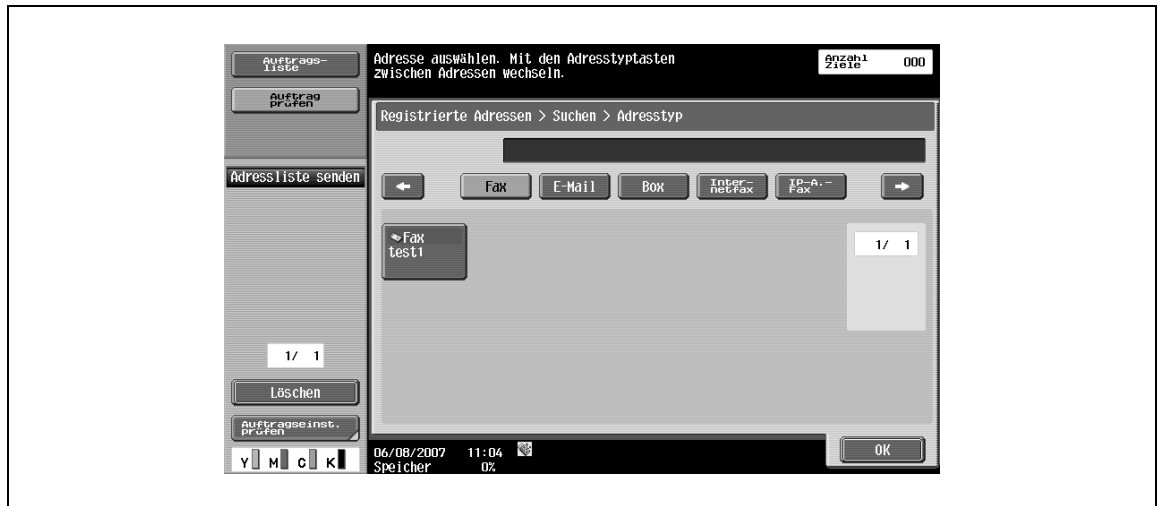 Auftrags-
liste
Auftrag
prüfen
Adressliste senden
1/ 1
Löschen
Auftragseinst.
prüfen
Y M C K
Adresse auswählen. Mit den Adresstyptasten
zwischen Adressen wechseln.
Anzahl
Ziele 000
Registrierte Adressen > Suchen > Adresstyp
Fax E-Mail Box Inter-
netfax IP-A.-
Fax
Fax
test1
1/ 1
06/08/2007 11:04
Speicher 0%
OK